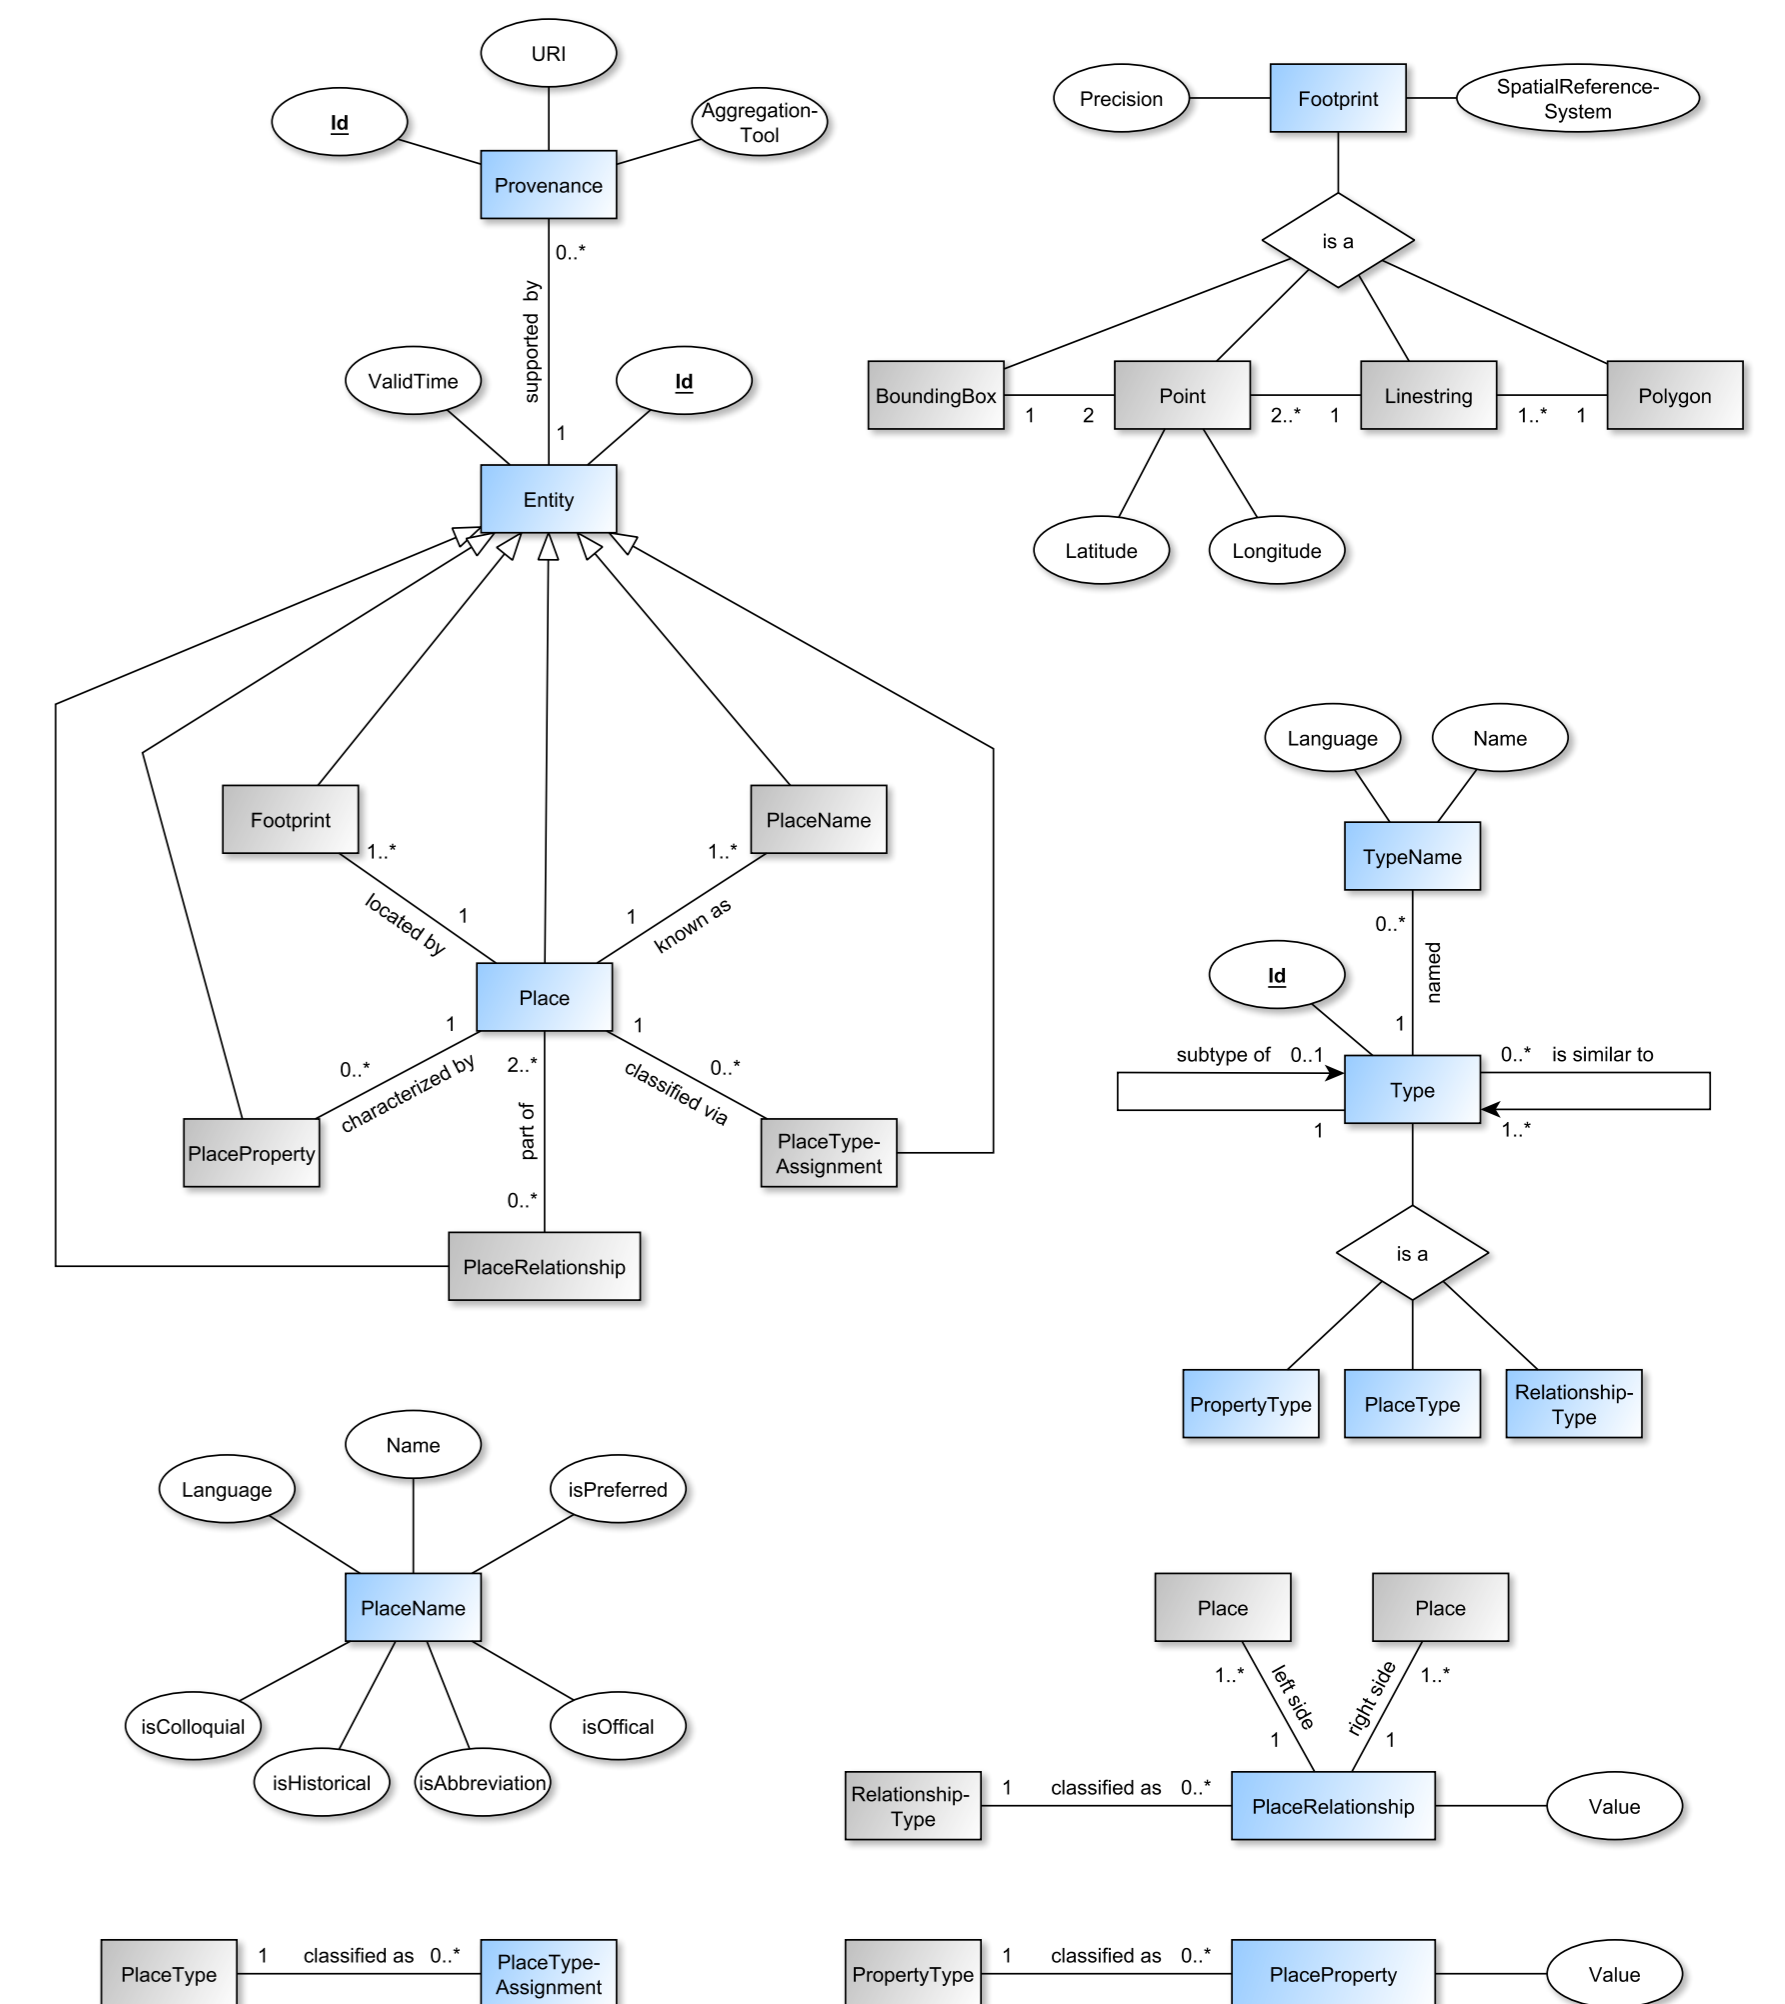 URI
Id
Aggregation-
Tool
Provenance
0..*
supported by
1
ValidTime
Id
Entity
Footprint
PlaceName
1..*
1..*
located by
1
1
known as
Place
1
1
0..*
characterized by
2..*
part of
0..*
classified via
0..*
PlaceProperty
PlaceType-
Assignment
PlaceRelationship
Precision
Footprint
SpatialReference-
System
is a
BoundingBox
1
2
Point
2..*
1
Linestring
1..*
1
Polygon
Latitude
Longitude
Language
Name
TypeName
0..*
named
1
Id
subtype of
0..1
Type
0..*
is similar to
1
1..*
is a
PropertyType
PlaceType
Relationship-
Type
Name
Language
isPreferred
PlaceName
isColloquial
isOffical
isHistorical
isAbbreviation
Place
Place
1..*
left side
1
right side
1..*
1
Relationship-
Type
1
classified as
0..*
PlaceRelationship
Value
PlaceType
1
classified as
0..*
PlaceType-
Assignment
PropertyType
1
classified as
0..*
PlaceProperty
Value